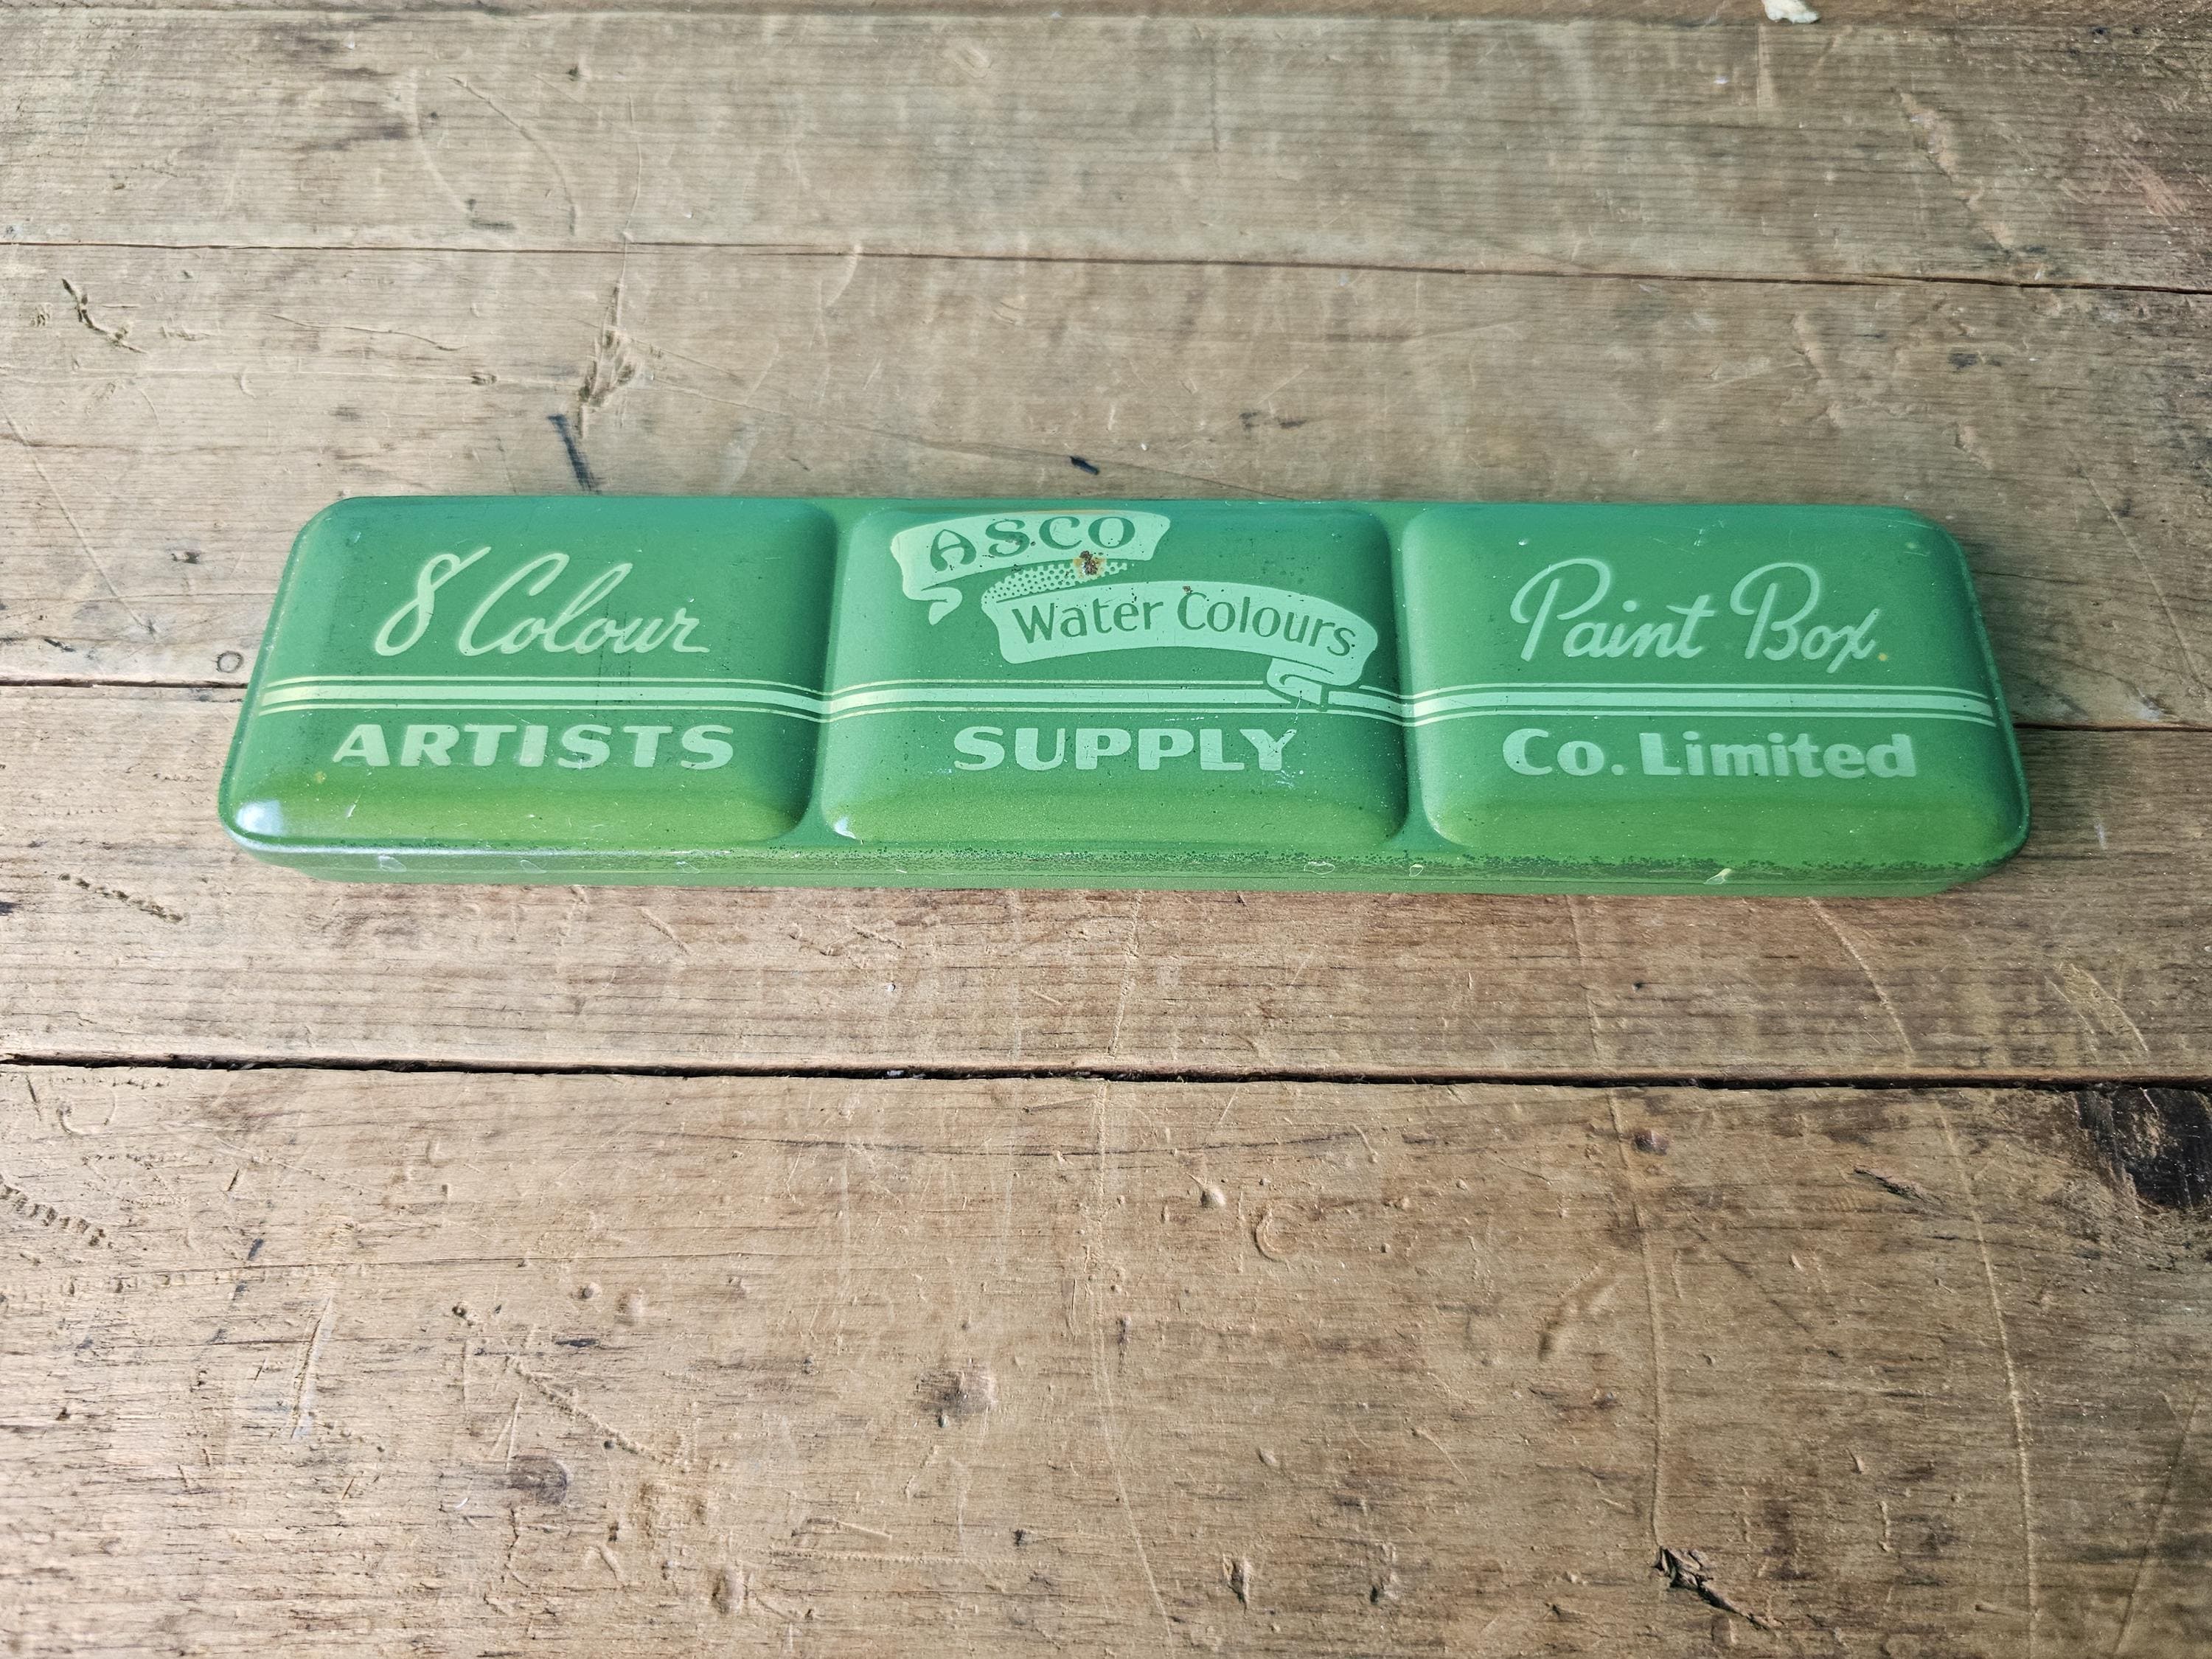 8 Colour
ASCO
Water Colours
Paint Box
ARTISTS SUPPLY Co. Limited